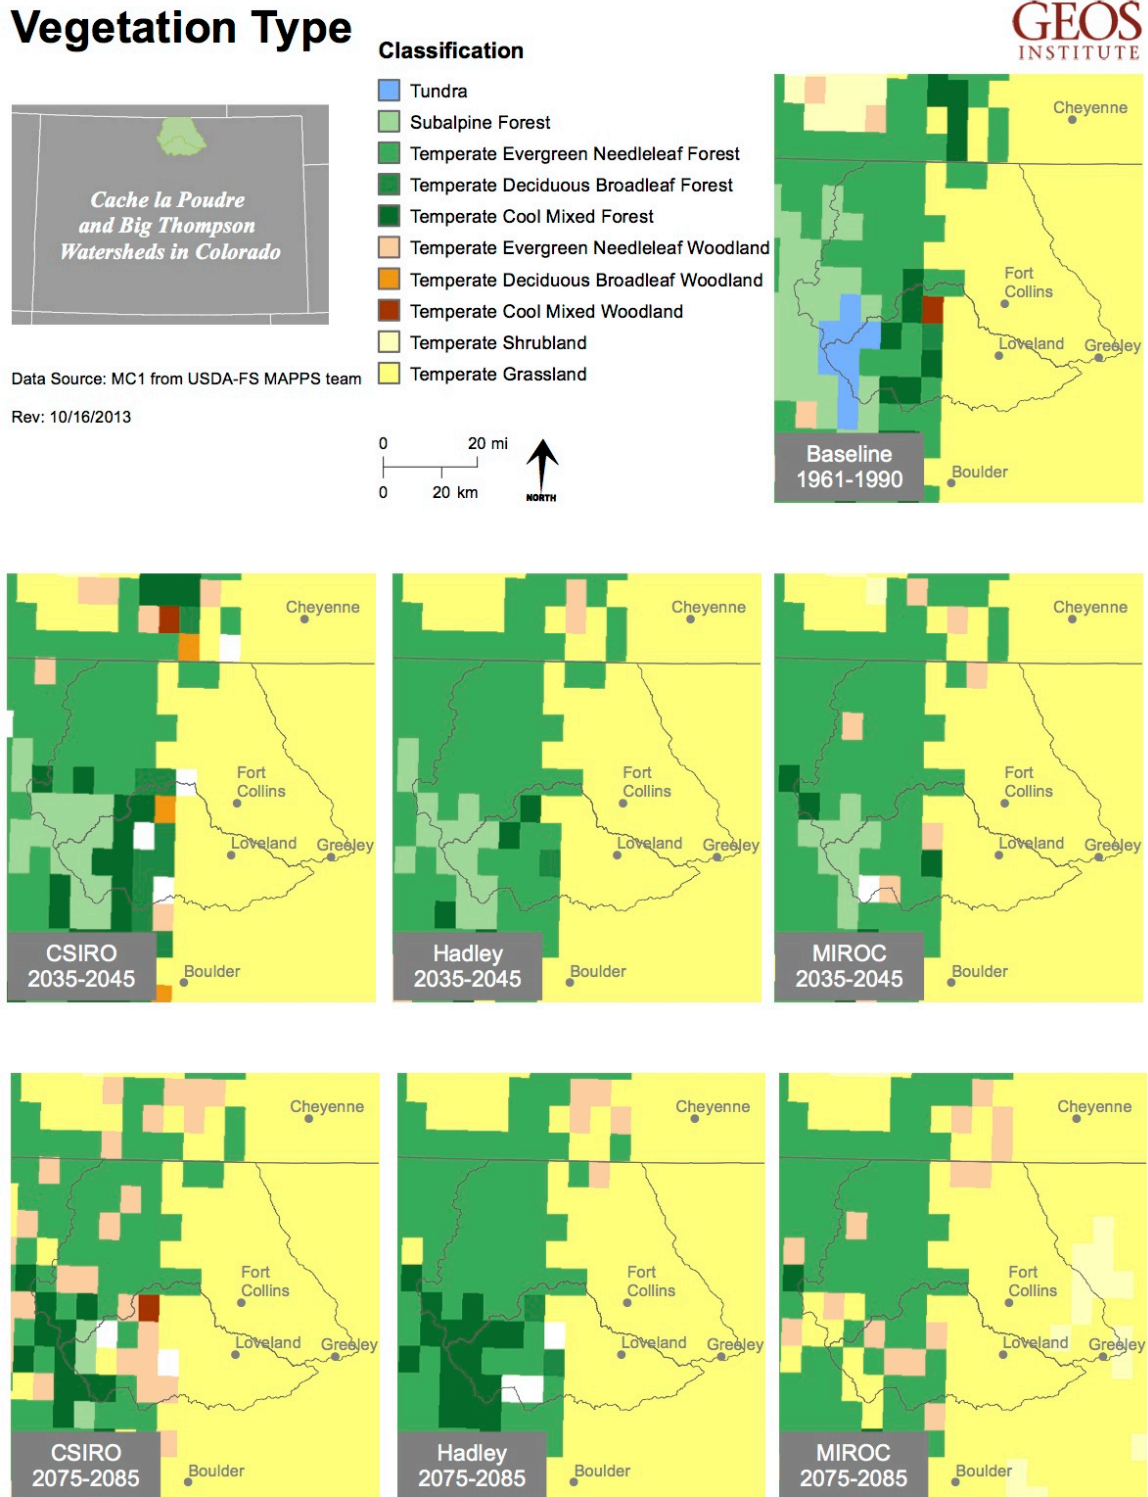 Vegetation Type
GEOS
INSTITUTE
Classification
Tundra
Subalpine Forest
Temperate Evergreen Needleleaf Forest
Temperate Deciduous Broadleaf Forest
Temperate Cool Mixed Forest
Temperate Evergreen Needleleaf Woodland
Temperate Deciduous Broadleaf Woodland
Temperate Cool Mixed Woodland
Temperate Shrubland
Temperate Grassland
Cache la Poudre
and Big Thompson
Watersheds in Colorado
Data Source: MC1 from USDA-FS MAPPS team
Rev: 10/16/2013
0 20 mi
0 20 km
NORTH
Cheyenne
Fort
Collins
Loveland
Greeley
Boulder
Baseline
1961-1990
Cheyenne
Fort
Collins
Loveland
Greeley
Boulder
CSIRO
2035-2045
Cheyenne
Fort
Collins
Loveland
Greeley
Boulder
Hadley
2035-2045
Cheyenne
Fort
Collins
Loveland
Greeley
Boulder
MIROC
2035-2045
Cheyenne
Fort
Collins
Loveland
Greeley
Boulder
CSIRO
2075-2085
Cheyenne
Fort
Collins
Loveland
Greeley
Boulder
Hadley
2075-2085
Cheyenne
Fort
Collins
Loveland
Greeley
Boulder
MIROC
2075-2085